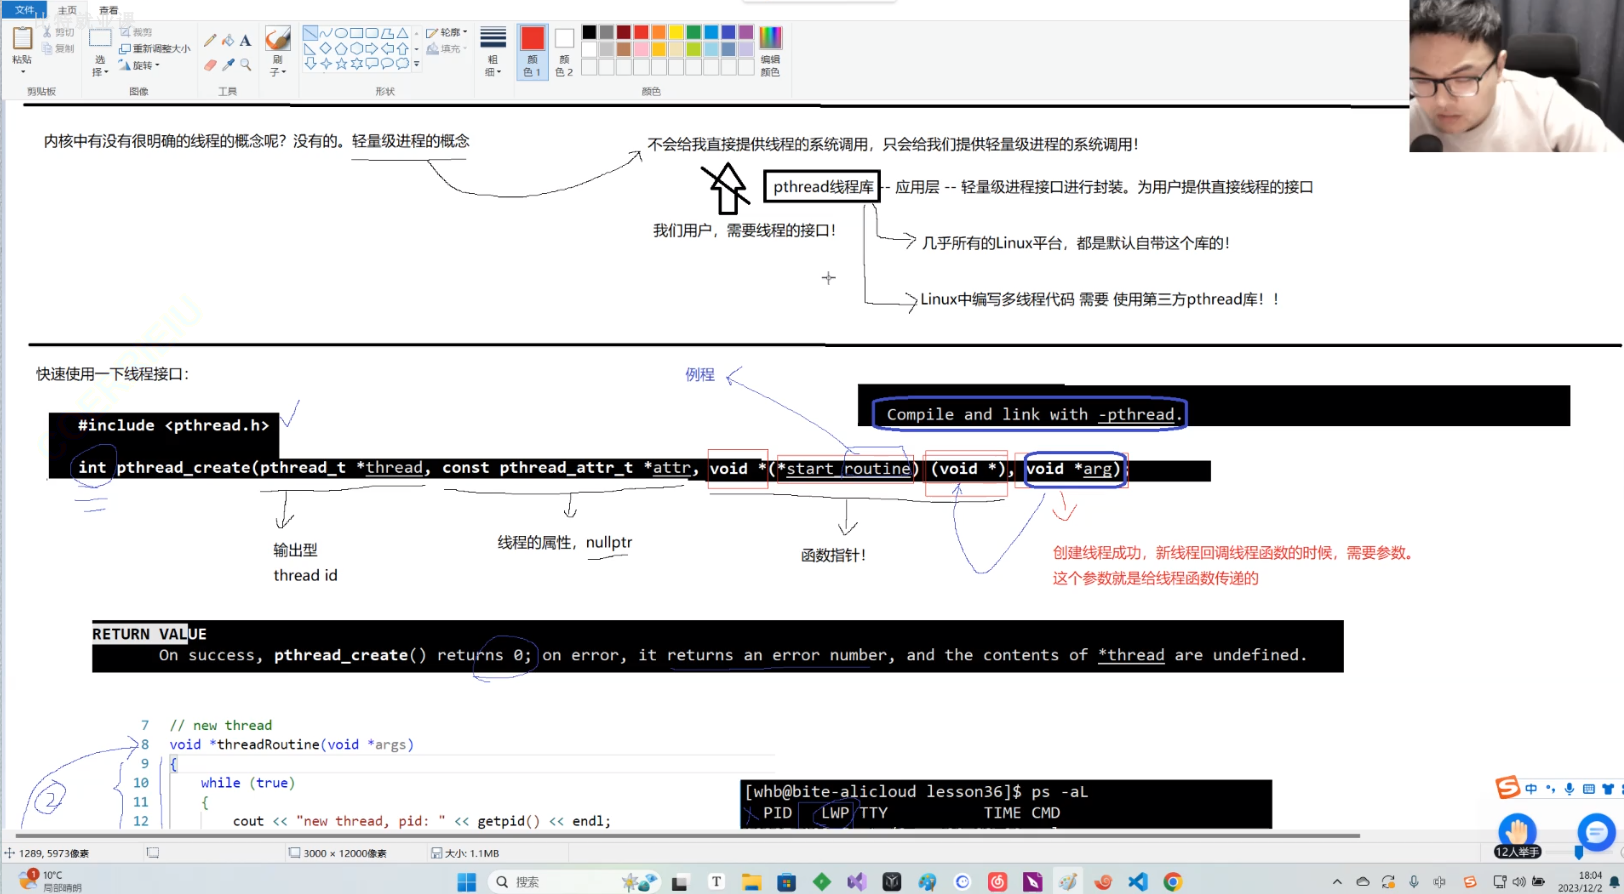 文件 主页 查看
比特就业课
粘贴 剪切 复制
选择 裁剪 重新调整大小 旋转
刷子 轮廓 填充 粗细 颜色1 颜色2 编辑颜色
剪贴板 图像 工具 形状 颜色
内核中有没有很明确的线程的概念呢？没有的。轻量级进程的概念
不会给我直接提供线程的系统调用，只会给我们提供轻量级进程的系统调用！
pthread线程库 -- 应用层 -- 轻量级进程接口进行封装。为用户提供直接线程的接口
我们用户，需要线程的接口！
几乎所有的Linux平台，都是默认自带这个库的！
Linux中编写多线程代码 需要 使用第三方pthread库！！
快速使用一下线程接口：
例程
Compile and link with -pthread.
#include <pthread.h>
int pthread_create(pthread_t *thread, const pthread_attr_t *attr, void *(*start_routine) (void *), void *arg);
输出型
thread id
线程的属性，nullptr
函数指针！
创建线程成功，新线程回调线程函数的时候，需要参数。
这个参数就是给线程函数传递的
RETURN VALUE
On success, pthread_create() returns 0; on error, it returns an error number, and the contents of *thread are undefined.
7 // new thread
8 void *threadRoutine(void *args)
9 {
10 while (true)
11 {
12 cout << "new thread, pid: " << getpid() << endl;
2
[whb@bite-alicloud lesson36]$ ps -aL
PID LWP TTY TIME CMD
中
12人举手
1289, 5973像素 3000 × 12000像素 大小: 1.1MB
1
10°C
局部晴朗
搜索
中
18:04
2023/12/2